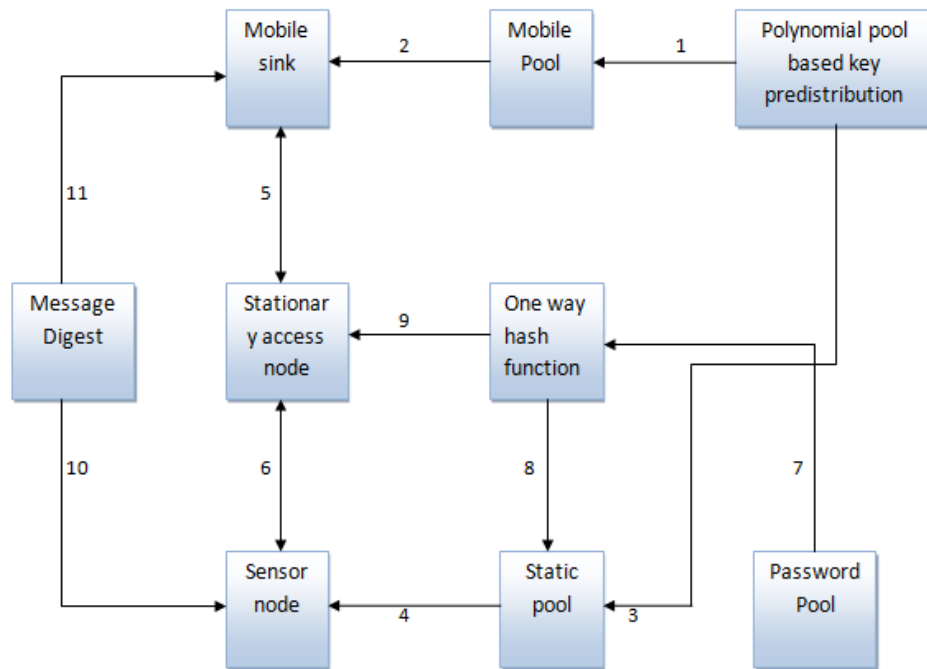 Mobile
sink
2
Mobile
Pool
1
Polynomial pool
based key
predistribution
11
5
Message
Digest
Stationar
y access
node
9
One way
hash
function
10
6
8
7
Sensor
node
4
Static
pool
3
Password
Pool